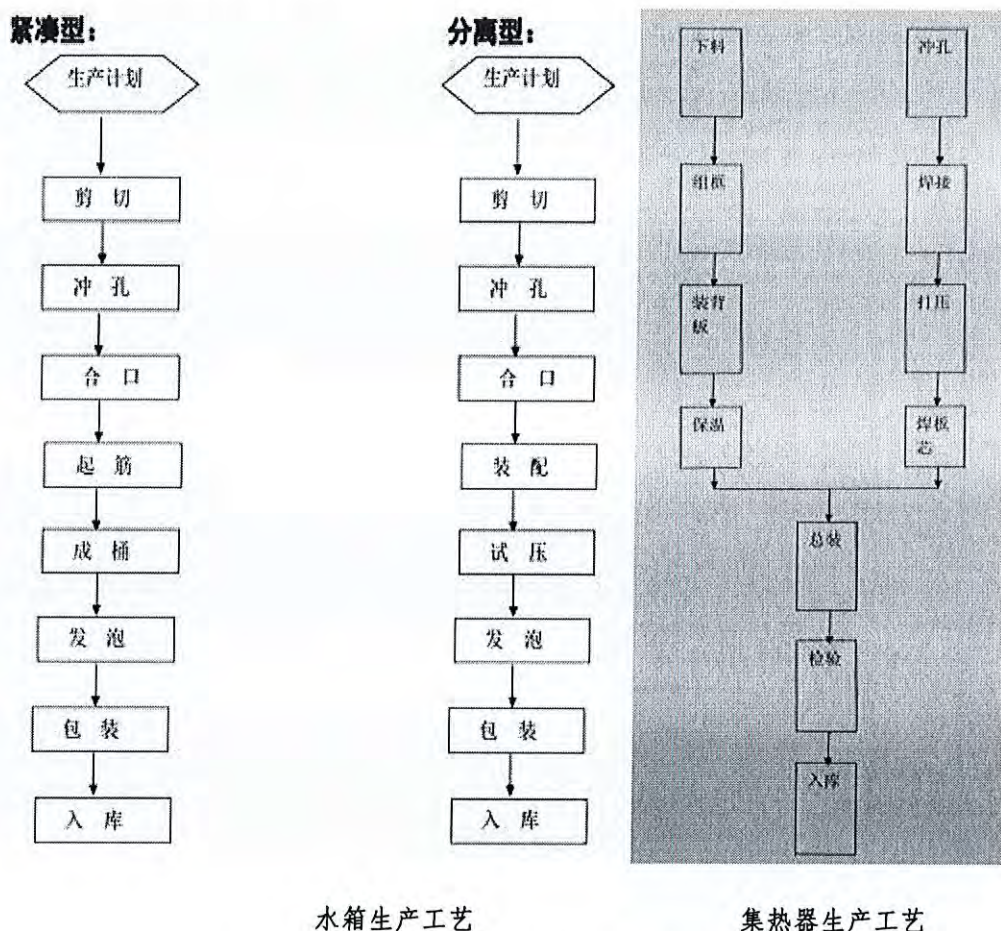 紧凑型：
生产计划
剪 切
冲 孔
合 口
起 筋
成 桶
发 泡
包 装
入 库
分离型：
生产计划
剪 切
冲 孔
合 口
装 配
试 压
发 泡
包 装
入 库
下料
组框
装背
板
保温
冲孔
焊接
打压
焊板
芯
总装
检验
入库
水箱生产工艺
集热器生产工艺